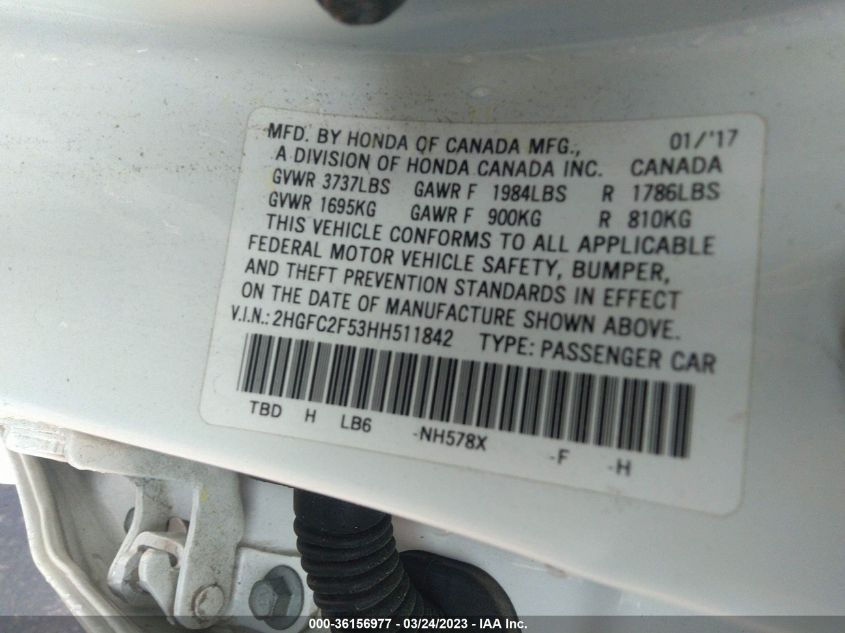 MFD. BY HONDA OF CANADA MFG., 01/'17
A DIVISION OF HONDA CANADA INC. CANADA
GVWR 3737LBS GAWR F 1984LBS R 1786LBS
GVWR 1695KG GAWR F 900KG R 810KG
THIS VEHICLE CONFORMS TO ALL APPLICABLE
FEDERAL MOTOR VEHICLE SAFETY, BUMPER,
AND THEFT PREVENTION STANDARDS IN EFFECT
ON THE DATE OF MANUFACTURE SHOWN ABOVE.
V.I.N.: 2HGFC2F53HH511842 TYPE: PASSENGER CAR
TBD H LB6 -NH578X -F -H
000-36156977 - 03/24/2023 - IAA Inc.